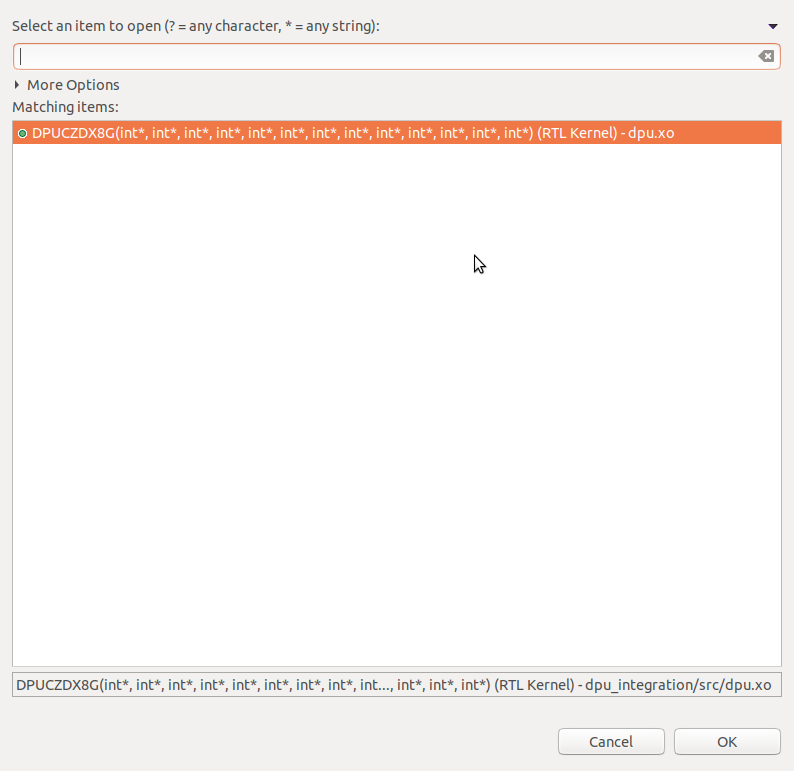 Select an item to open (? = any character, * = any string):
More Options
Matching items:
DPUCZDX8G(int*, int*, int*, int*, int*, int*, int*, int*, int*, int*, int*, int*, int*) (RTL Kernel) - dpu.xo
DPUCZDX8G(int*, int*, int*, int*, int*, int*, int*, int*, int..., int*, int*, int*) (RTL Kernel) - dpu_integration/src/dpu.xo
Cancel
OK